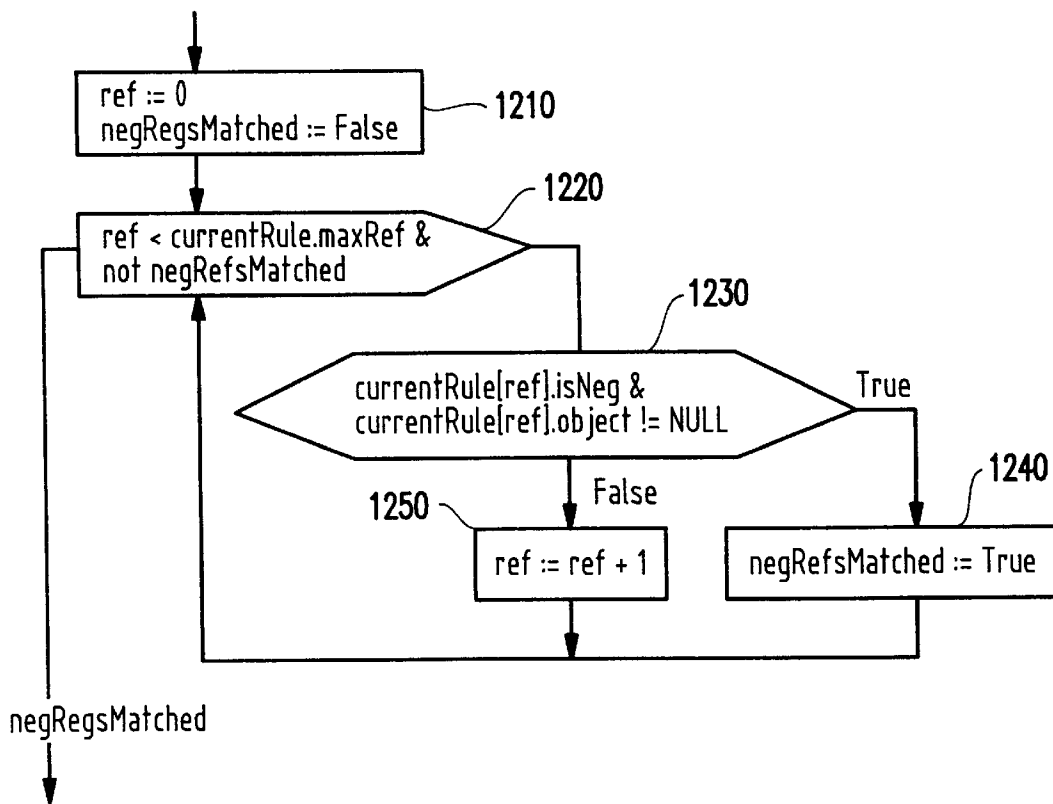 ref := 0
negRegsMatched := False
1210
1220
ref < currentRule.maxRef &
not negRefsMatched
1230
currentRule[ref].isNeg &
currentRule[ref].object != NULL
True
False
1240
1250
ref := ref + 1
negRefsMatched := True
negRegsMatched